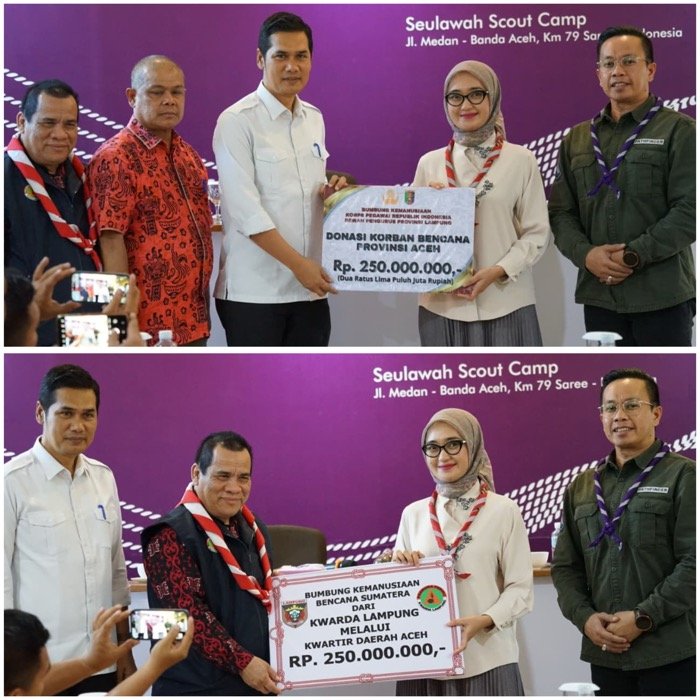 Seulawah Scout Camp
Jl. Medan - Banda Aceh, Km 79 Saree
BUMBUNG KEMANUSIAAN
KORPS PEGAWAI REPUBLIK INDONESIA
DEWAN PENGURUS PROVINSI LAMPUNG
DONASI KORBAN BENCANA
PROVINSI ACEH
Rp. 250.000.000,-
(Dua Ratus Lima Puluh Juta Rupiah)
PATHFINDER
Seulawah Scout Camp
Jl. Medan - Banda Aceh, Km 79 Saree -
BUMBUNG KEMANUSIAAN
BENCANA SUMATERA
DARI
KWARDA LAMPUNG
MELALUI
KWARTIR DAERAH ACEH
RP. 250.000.000,-
PATHFINDER